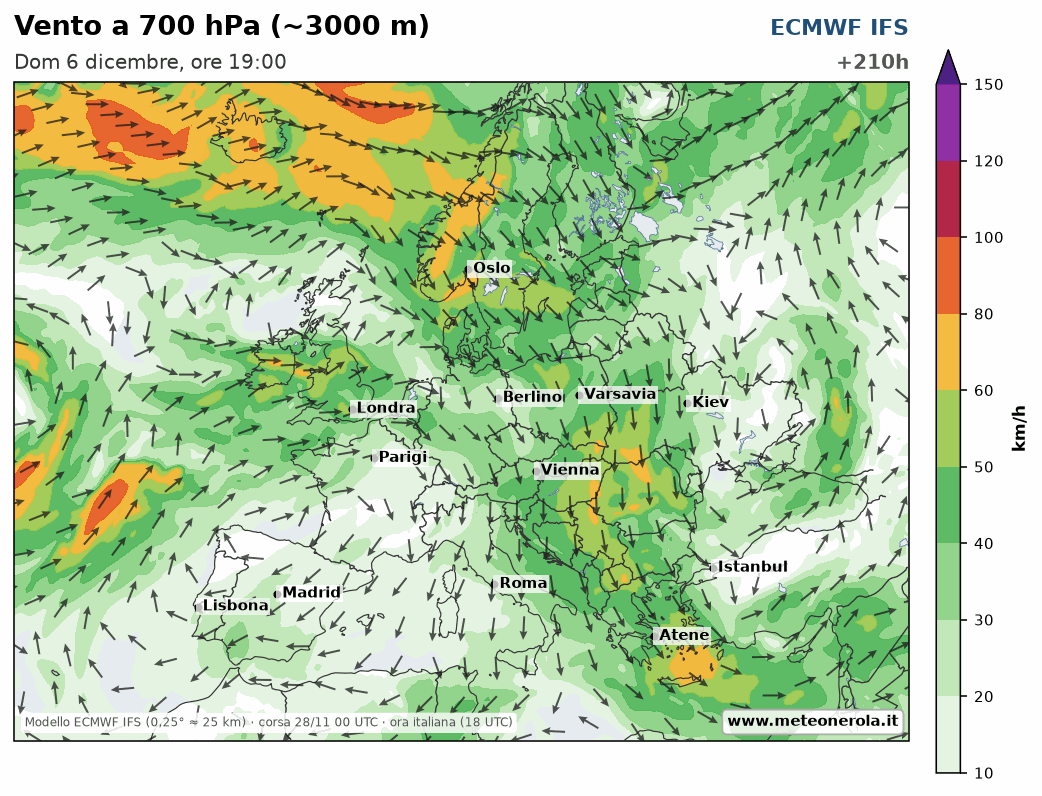 Vento a 700 hPa (~3000 m)
ECMWF IFS
Dom 6 dicembre, ore 19:00
+210h
150
120
100
80
60
50
40
30
20
10
km/h
Oslo
Berlino
Varsavia
Kiev
Londra
Parigi
Vienna
Istanbul
Roma
Madrid
Lisbona
Atene
Modello ECMWF IFS (0,25° ≈ 25 km) · corsa 28/11 00 UTC · ora italiana (18 UTC)
www.meteonerola.it